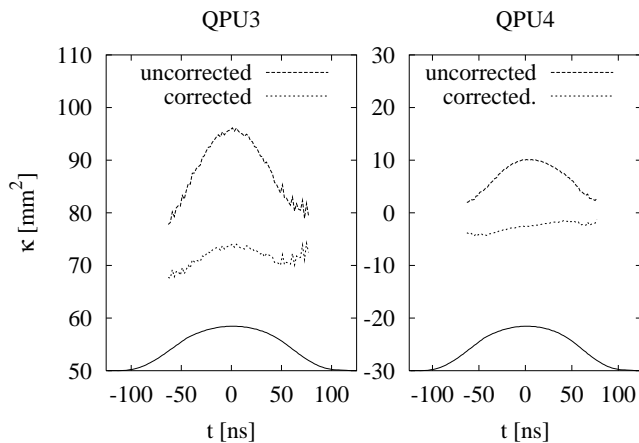 QPU3
QPU4
110
100
90
80
70
60
50
40
30
20
10
0
-10
-20
-30
uncorrected
corrected
uncorrected
corrected.
κ [mm²]
-100 -50 0 50 100
-100 -50 0 50 100
t [ns]
t [ns]